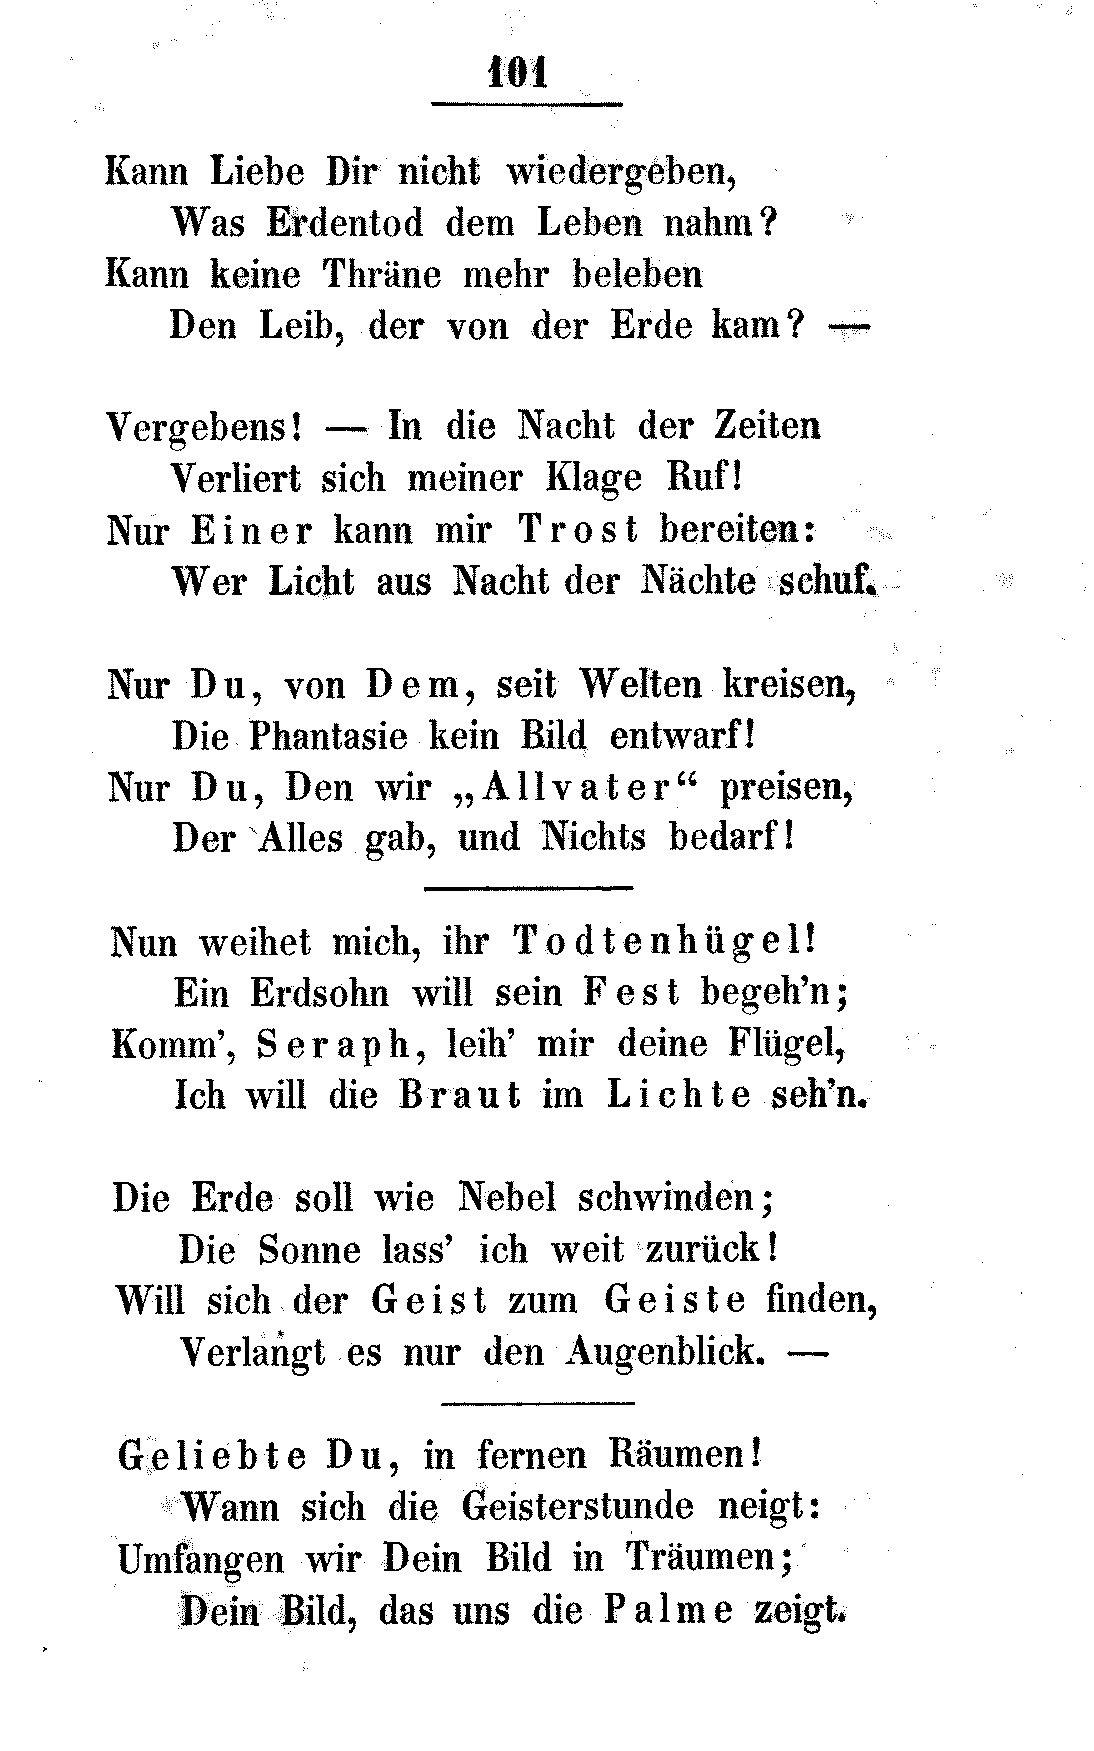 101
Kann Liebe Dir nicht wiedergeben,
Was Erdentod dem Leben nahm?
Kann keine Thräne mehr beleben
Den Leib, der von der Erde kam? —
Vergebens! — In die Nacht der Zeiten
Verliert sich meiner Klage Ruf!
Nur Einer kann mir Trost bereiten:
Wer Licht aus Nacht der Nächte schuf.
Nur Du, von Dem, seit Welten kreisen,
Die Phantasie kein Bild entwarf!
Nur Du, Den wir „Allvater“ preisen,
Der Alles gab, und Nichts bedarf!
Nun weihet mich, ihr Todtenhügel!
Ein Erdsohn will sein Fest begeh’n;
Komm’, Seraph, leih’ mir deine Flügel,
Ich will die Braut im Lichte seh’n.
Die Erde soll wie Nebel schwinden;
Die Sonne lass’ ich weit zurück!
Will sich der Geist zum Geiste finden,
Verlangt es nur den Augenblick. —
Geliebte Du, in fernen Räumen!
Wann sich die Geisterstunde neigt:
Umfangen wir Dein Bild in Träumen;
Dein Bild, das uns die Palme zeigt.